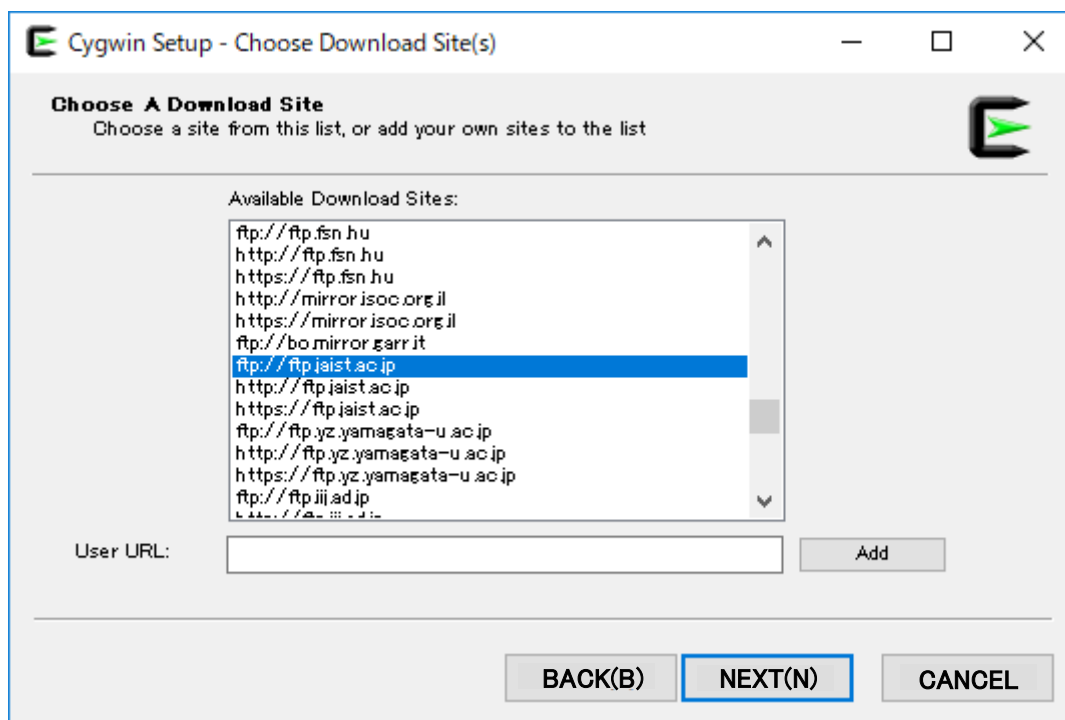 Cygwin Setup - Choose Download Site(s)
Choose A Download Site
Choose a site from this list, or add your own sites to the list
Available Download Sites:
ftp://ftp.fsn.hu
http://ftp.fsn.hu
https://ftp.fsn.hu
http://mirror.isoc.org.il
https://mirror.isoc.org.il
ftp://bo.mirror.garr.it
ftp://ftp.jaist.ac.jp
http://ftp.jaist.ac.jp
https://ftp.jaist.ac.jp
ftp://ftp.yz.yamagata-u.ac.jp
http://ftp.yz.yamagata-u.ac.jp
https://ftp.yz.yamagata-u.ac.jp
ftp://ftp.iij.ad.jp
User URL:
Add
BACK(B)
NEXT(N)
CANCEL